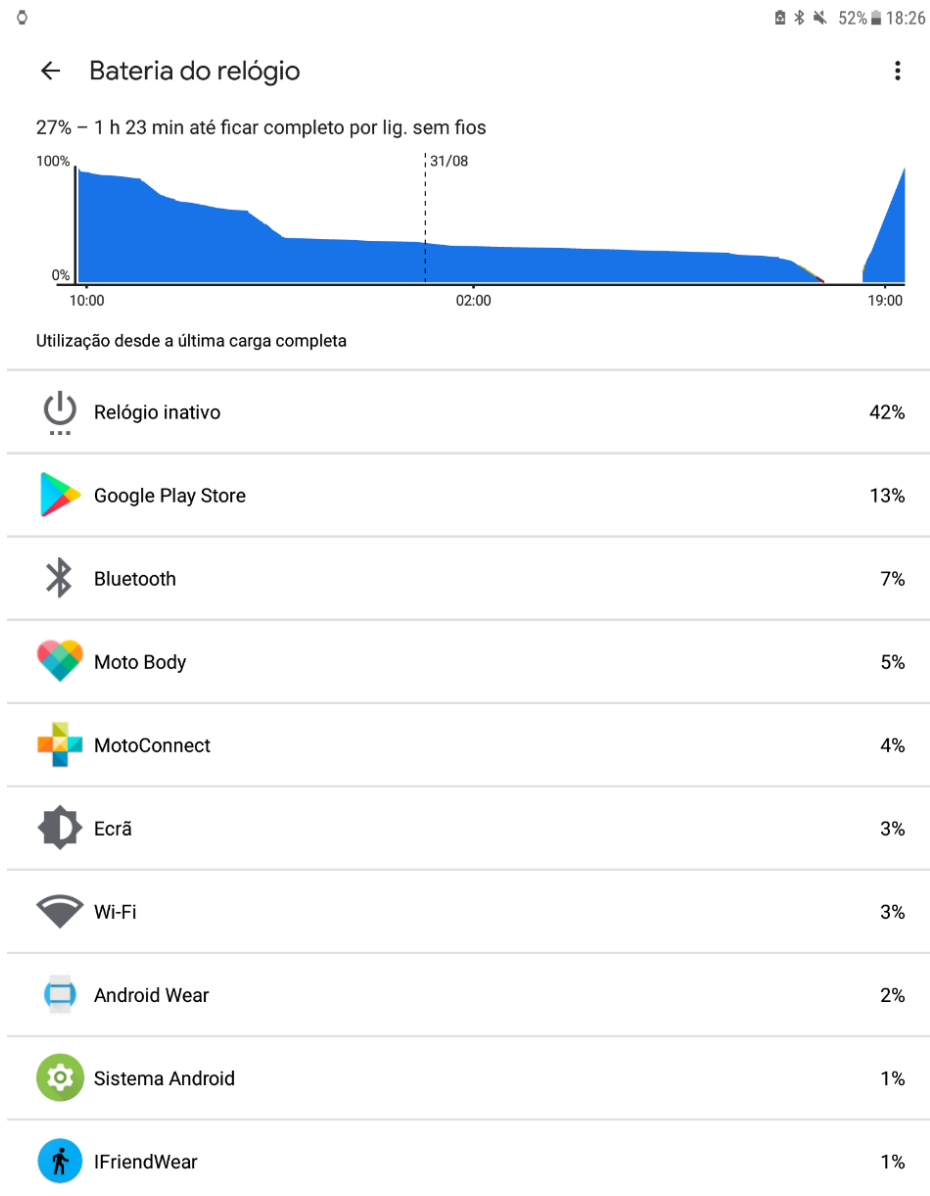 52% 18:26
Bateria do relógio
27% – 1 h 23 min até ficar completo por lig. sem fios
100%
31/08
0%
10:00 02:00 19:00
Utilização desde a última carga completa
Relógio inativo 42%
Google Play Store 13%
Bluetooth 7%
Moto Body 5%
MotoConnect 4%
Ecrã 3%
Wi-Fi 3%
Android Wear 2%
Sistema Android 1%
IFriendWear 1%